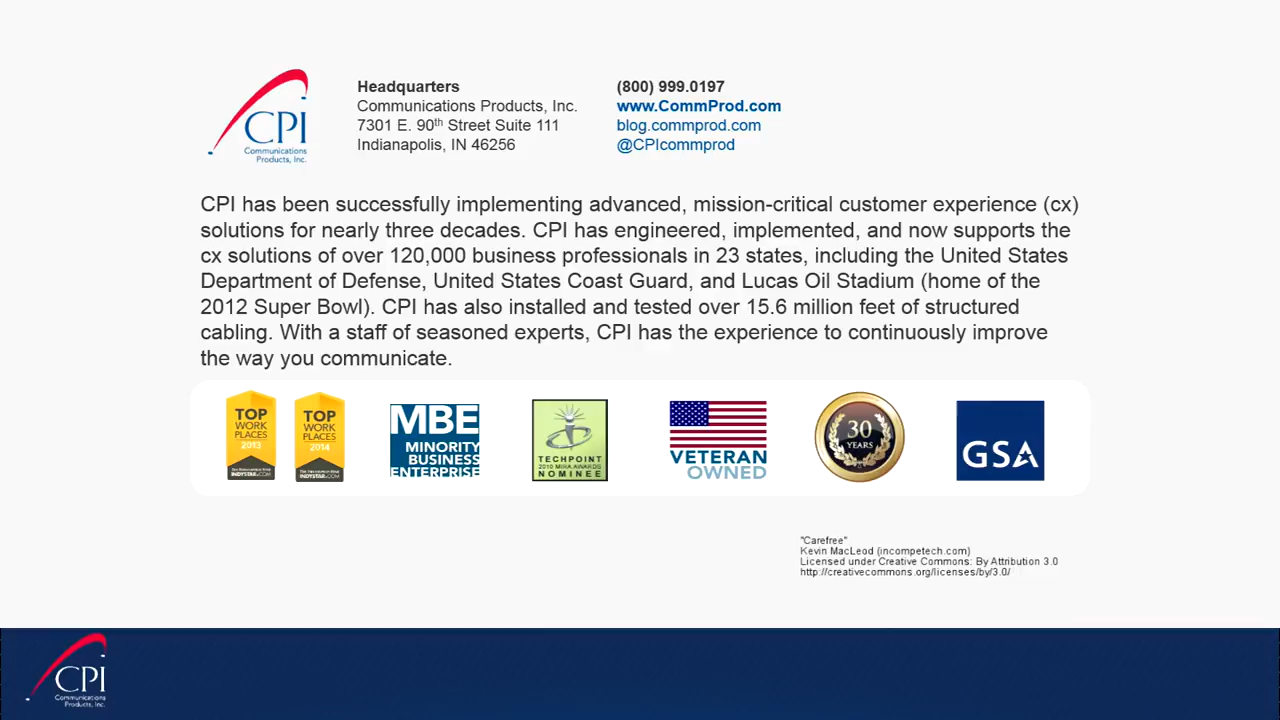 CPI
Communications
Products, Inc.
Headquarters
Communications Products, Inc.
7301 E. 90th Street Suite 111
Indianapolis, IN 46256
(800) 999.0197
www.CommProd.com
blog.commprod.com
@CPIcommprod
CPI has been successfully implementing advanced, mission-critical customer experience (cx)
solutions for nearly three decades. CPI has engineered, implemented, and now supports the
cx solutions of over 120,000 business professionals in 23 states, including the United States
Department of Defense, United States Coast Guard, and Lucas Oil Stadium (home of the
2012 Super Bowl). CPI has also installed and tested over 15.6 million feet of structured
cabling. With a staff of seasoned experts, CPI has the experience to continuously improve
the way you communicate.
TOP
WORK
PLACES
2013
INDYSTAR.COM
TOP
WORK
PLACES
2014
INDYSTAR.COM
MBE
MINORITY
BUSINESS
ENTERPRISE
TECHPOINT
2010 MIRA AWARDS
NOMINEE
VETERAN
OWNED
30
YEARS
GSA
"Carefree"
Kevin MacLeod (incompetech.com)
Licensed under Creative Commons: By Attribution 3.0
http://creativecommons.org/licenses/by/3.0/
CPI
Communications
Products, Inc.